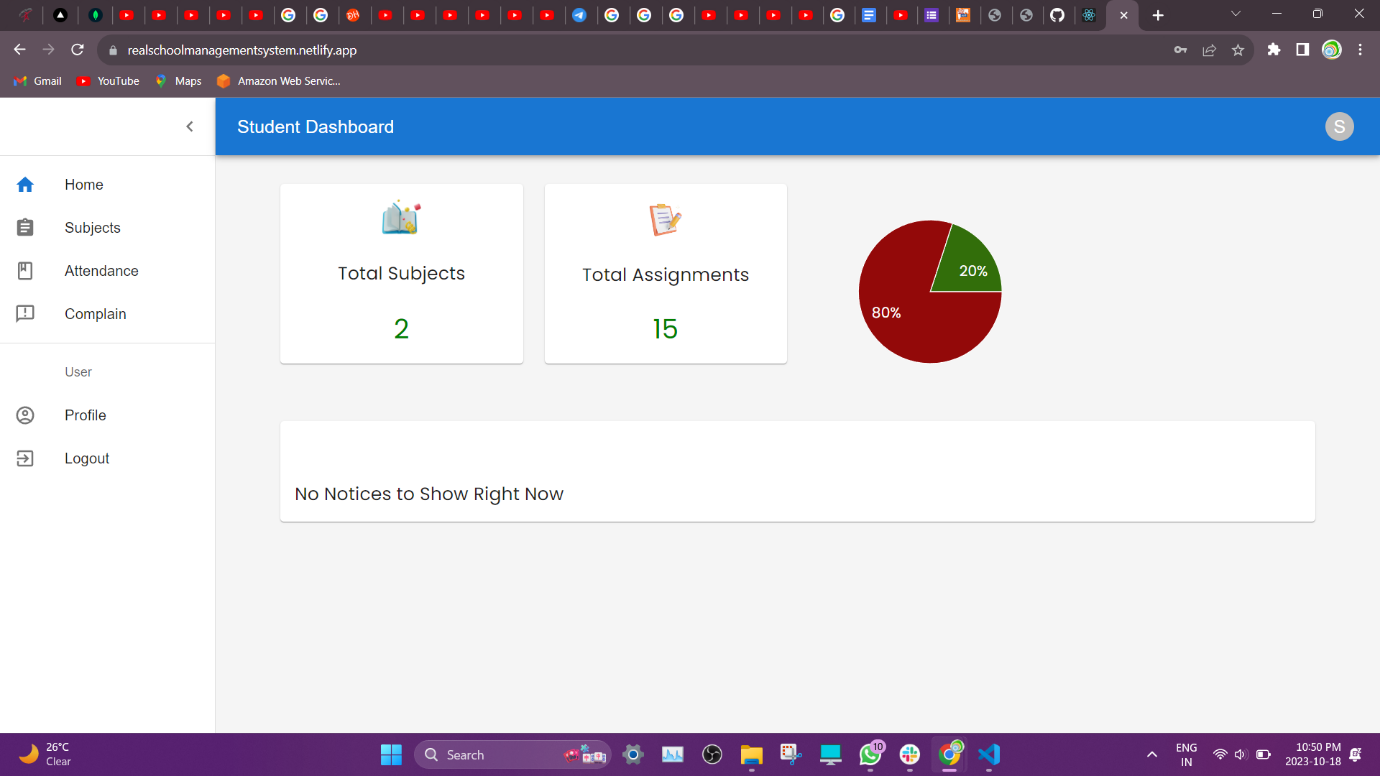 realschoolmanagementsystem.netlify.app
Gmail
YouTube
Maps
Amazon Web Servic...
Student Dashboard
S
Home
Subjects
Attendance
Complain
User
Profile
Logout
Total Subjects
2
Total Assignments
15
20%
80%
No Notices to Show Right Now
26°C
Clear
Search
10
ENG
IN
10:50 PM
2023-10-18